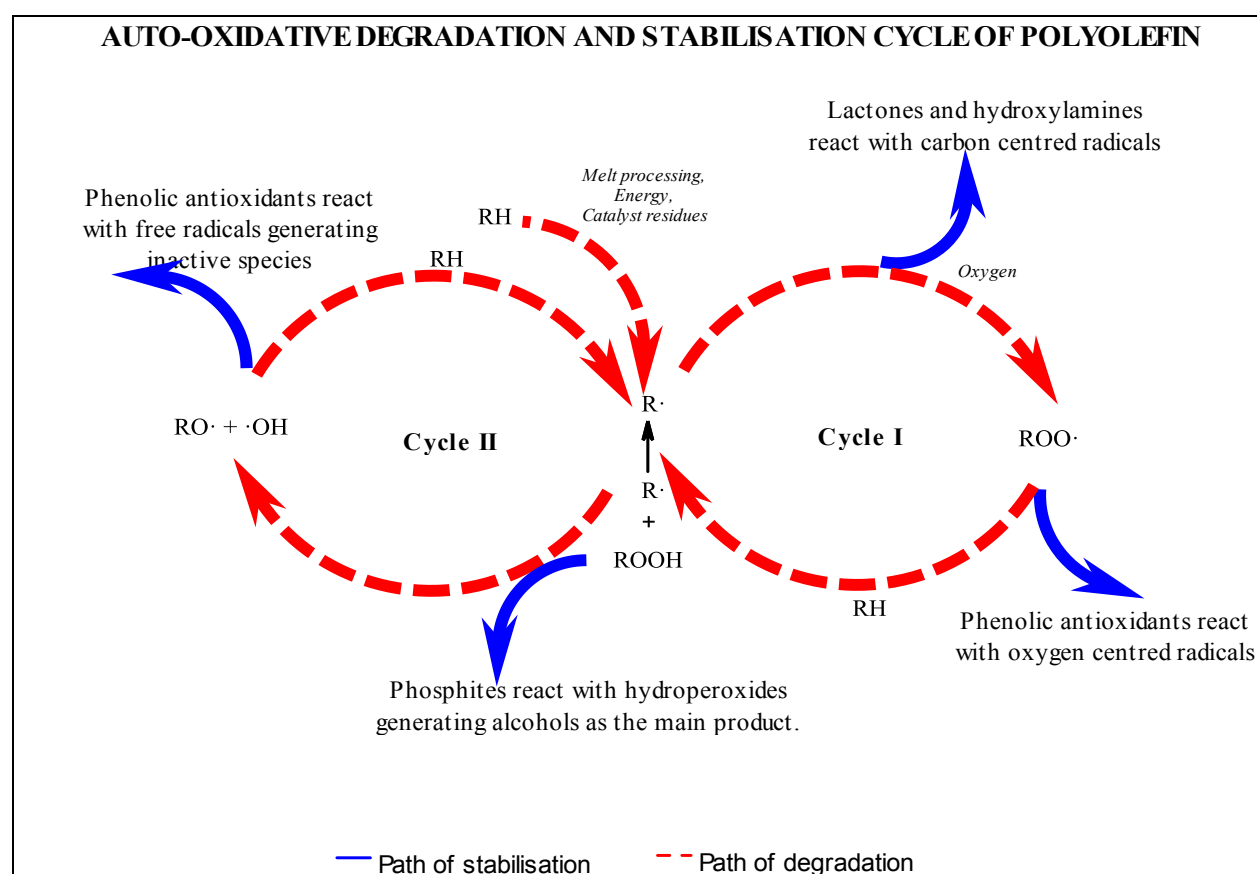 AUTO-OXIDATIVE DEGRADATION AND STABILISATION CYCLE OF POLYOLEFIN
Lactones and hydroxylamines
react with carbon centred radicals
Melt processing,
Energy,
Catalyst residues
Phenolic antioxidants react
with free radicals generating
inactive species
RH
RH
Oxygen
R·
RO· + ·OH
Cycle II
Cycle I
ROO·
R·
+
ROOH
RH
Phenolic antioxidants react
with oxygen centred radicals
Phosphites react with hydroperoxides
generating alcohols as the main product.
Path of stabilisation
Path of degradation